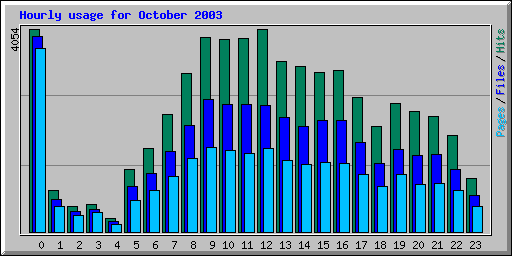 Hourly usage for October 2003
4054
Pages / Files / Hits
0 1 2 3 4 5 6 7 8 9 10 11 12 13 14 15 16 17 18 19 20 21 22 23